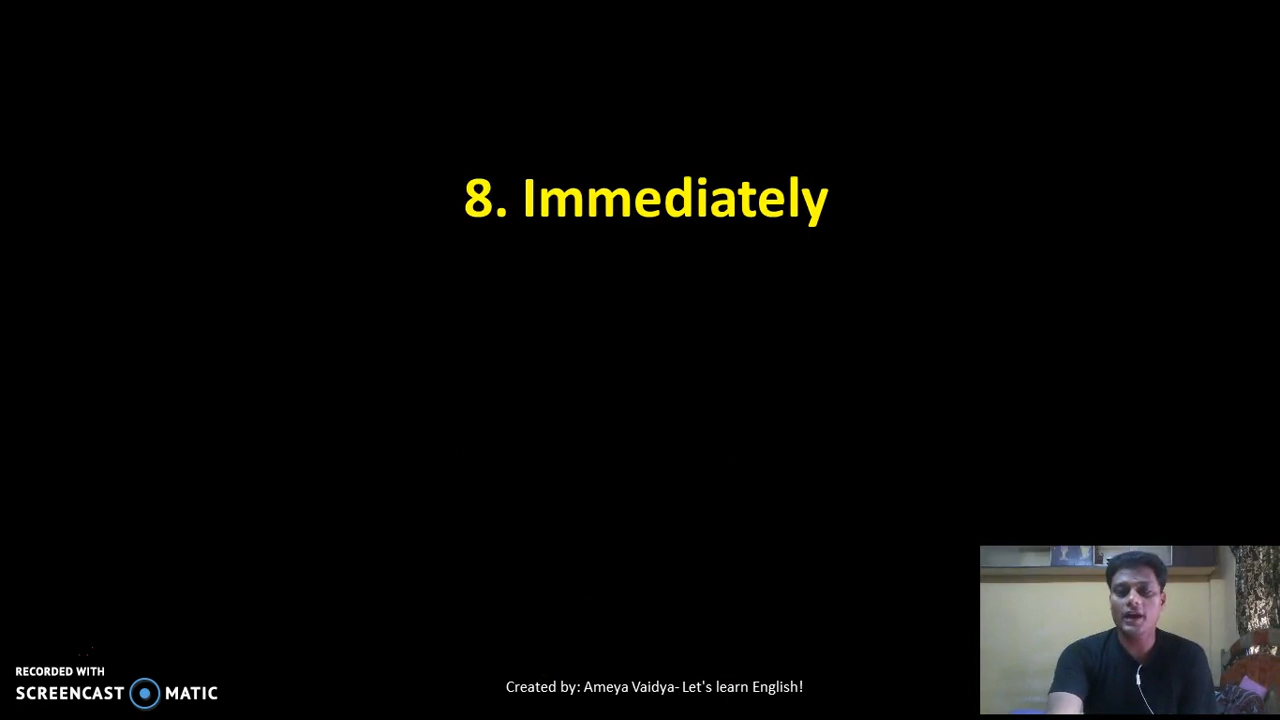 8. Immediately
RECORDED WITH
SCREENCAST MATIC
Created by: Ameya Vaidya- Let's learn English!